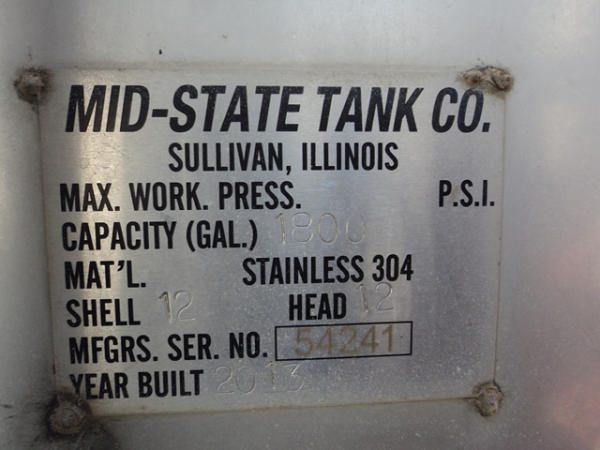 MID-STATE TANK CO.
SULLIVAN, ILLINOIS
MAX. WORK. PRESS. P.S.I.
CAPACITY (GAL.) 1800
MAT'L. STAINLESS 304
SHELL 12 HEAD 12
MFGRS. SER. NO. 54241
YEAR BUILT 2013